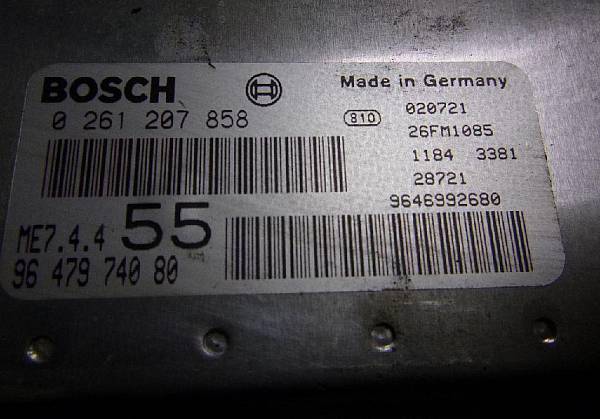 BOSCH
Made in Germany
0 261 207 858
810
020721
26FM1085
1184 3381
28721
9646992680
ME7.4.4 55
96 479 740 80